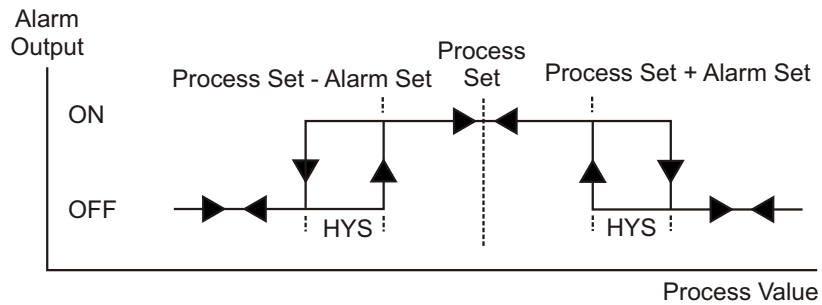 Alarm
Output
Process
Set
Process Set - Alarm Set
Process Set + Alarm Set
ON
OFF
HYS
HYS
Process Value